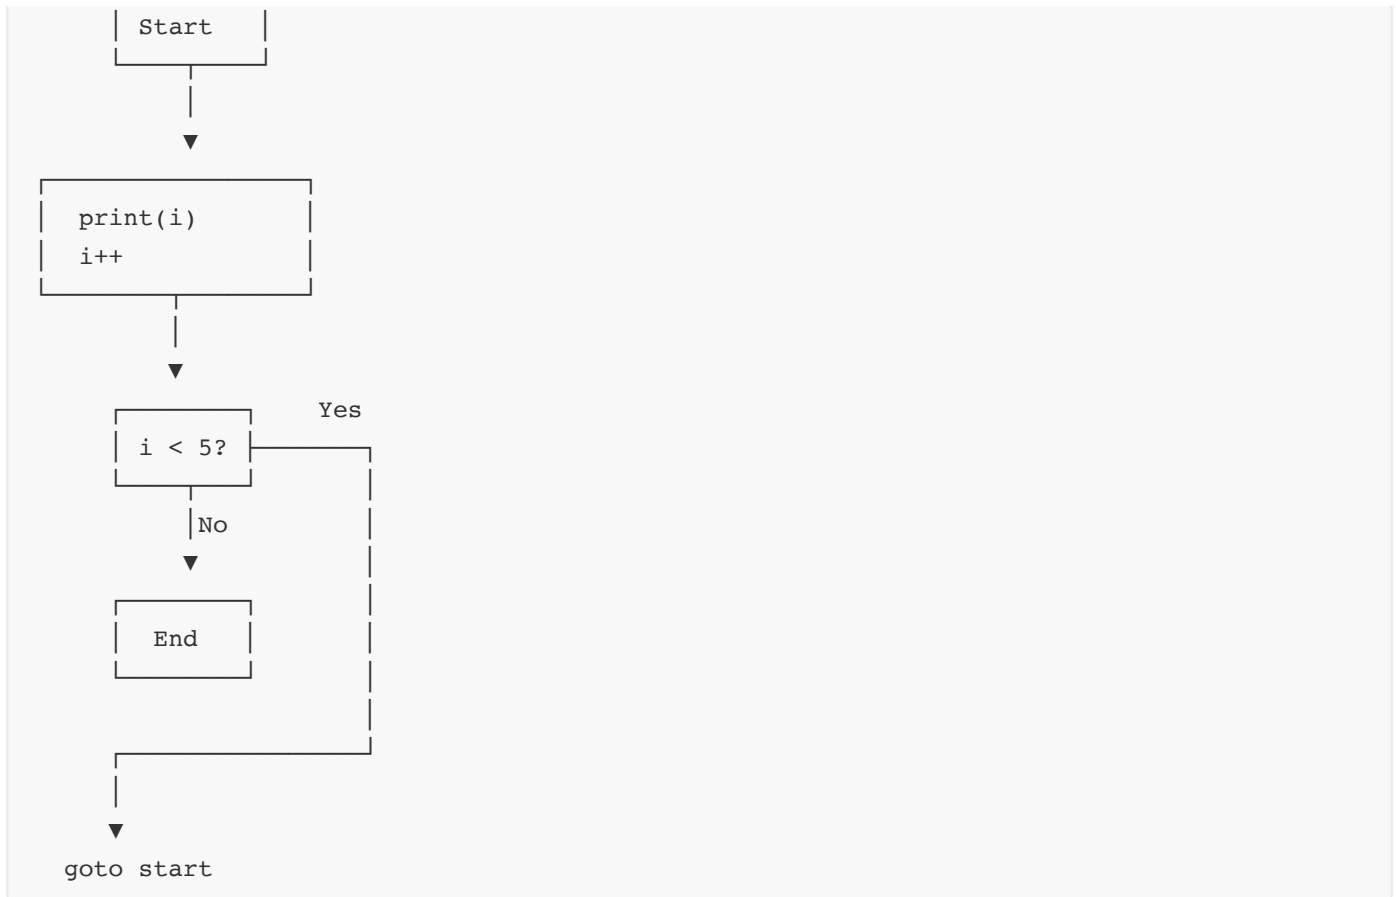 Start
print(i)
i++
Yes
i < 5?
No
End
goto start